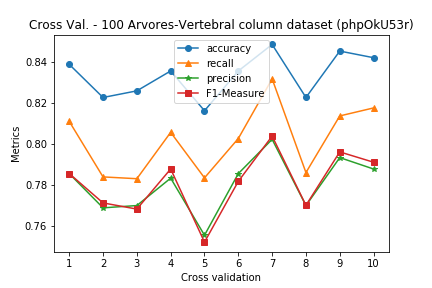 Cross Val. - 100 Arvores-Vertebral column dataset (phpOkU53r)
accuracy
recall
precision
F1-Measure
Metrics
0.84
0.82
0.80
0.78
0.76
1 2 3 4 5 6 7 8 9 10
Cross validation